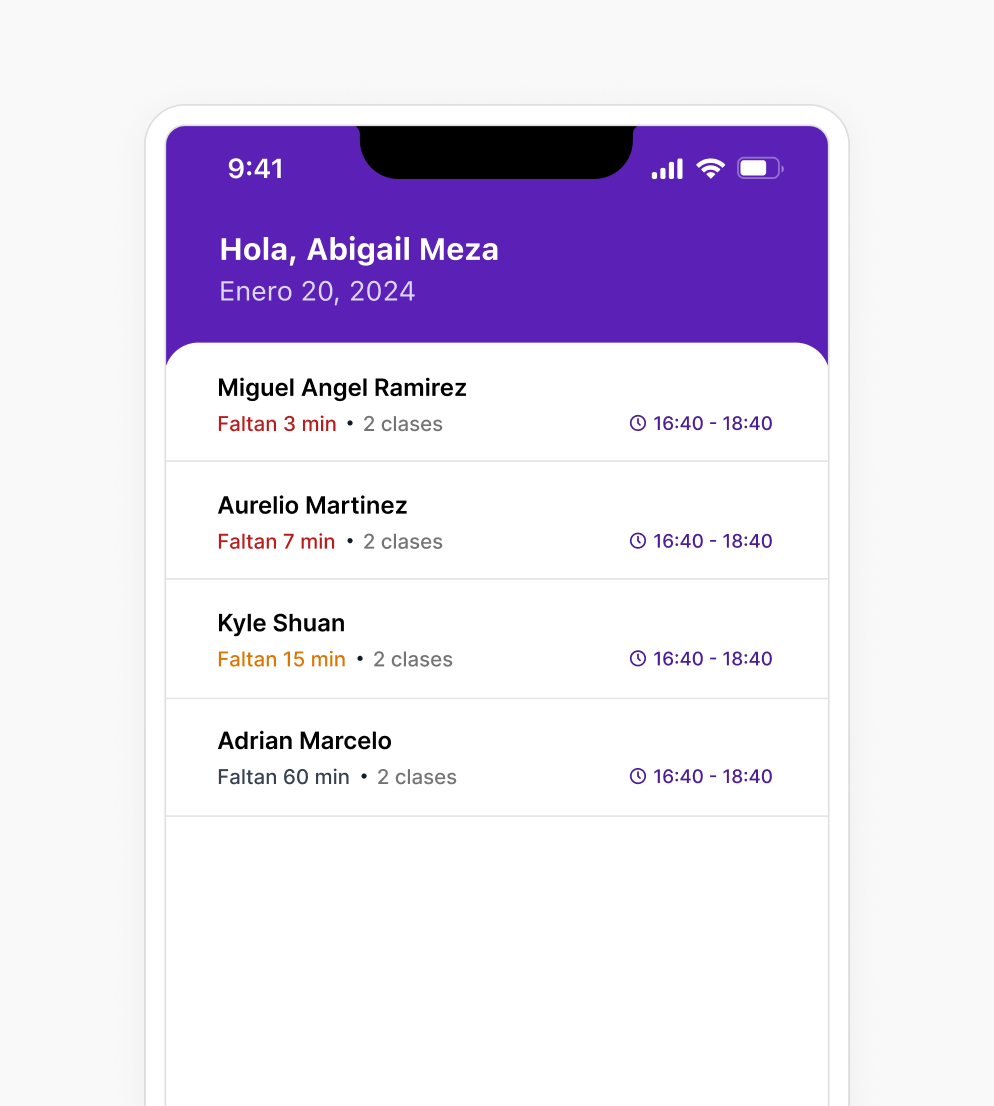 9:41
Hola, Abigail Meza
Enero 20, 2024
Miguel Angel Ramirez
Faltan 3 min • 2 clases 16:40 - 18:40
Aurelio Martinez
Faltan 7 min • 2 clases 16:40 - 18:40
Kyle Shuan
Faltan 15 min • 2 clases 16:40 - 18:40
Adrian Marcelo
Faltan 60 min • 2 clases 16:40 - 18:40